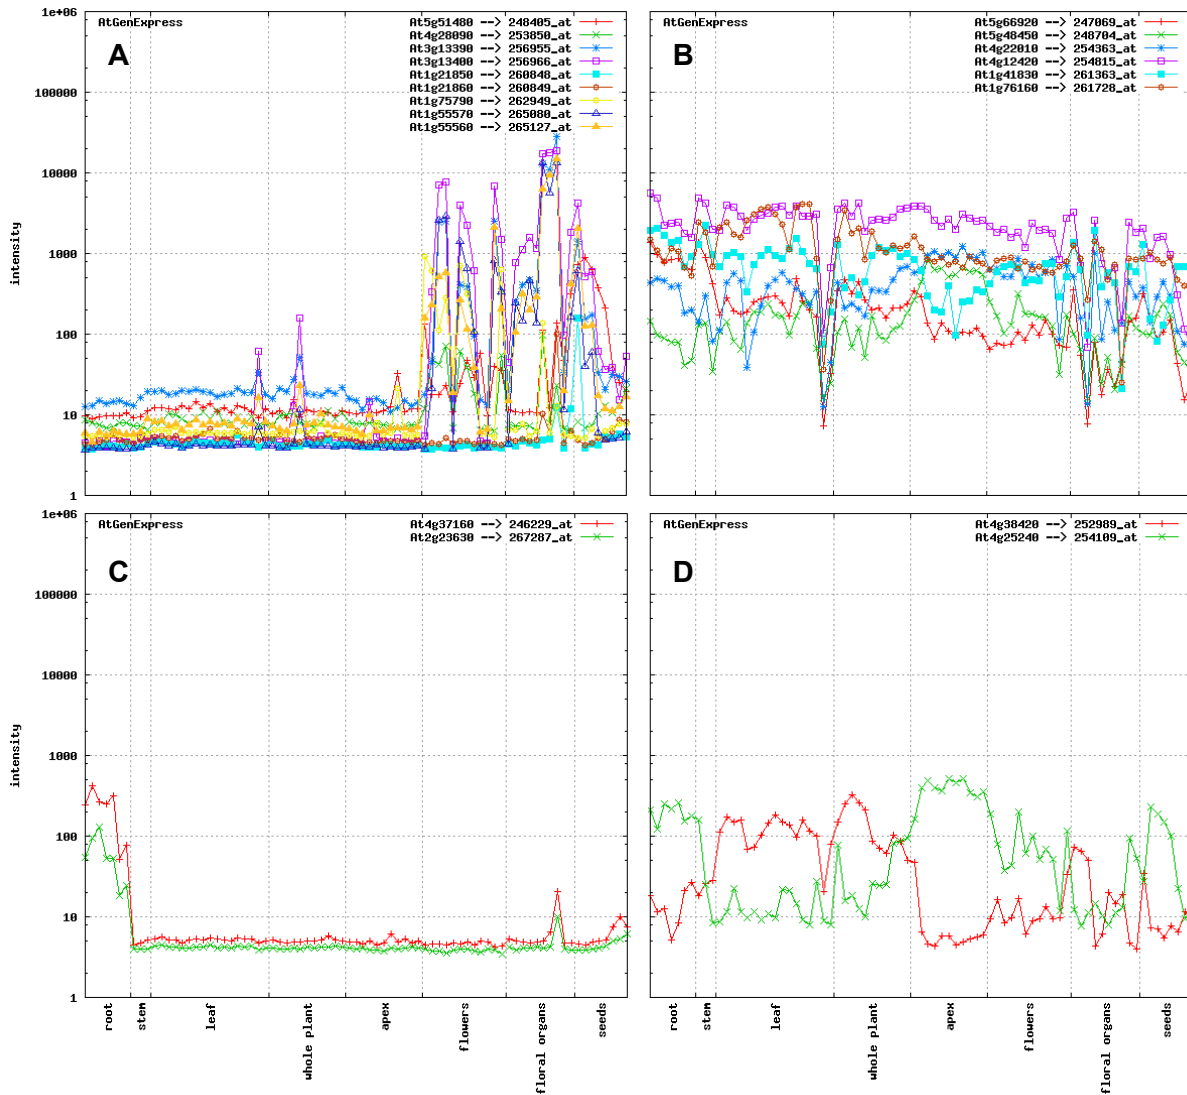 AtGenExpress
A
At5g51480 --> 248405_at
At4g28090 --> 253850_at
At3g13390 --> 256955_at
At3g13400 --> 256966_at
At1g21850 --> 260848_at
At1g21860 --> 260849_at
At1g75790 --> 262949_at
At1g55570 --> 265080_at
At1g55560 --> 265127_at
1e+06
100000
10000
1000
100
10
1
intensity
AtGenExpress
B
At5g66920 --> 247069_at
At5g48450 --> 248704_at
At4g22010 --> 254363_at
At4g12420 --> 254815_at
At1g41830 --> 261363_at
At1g76160 --> 261728_at
AtGenExpress
C
At4g37160 --> 246229_at
At2g23630 --> 267287_at
1e+06
100000
10000
1000
100
10
1
intensity
root
stem
leaf
whole plant
apex
flowers
floral organs
seeds
AtGenExpress
D
At4g38420 --> 252989_at
At4g25240 --> 254109_at
root
stem
leaf
whole plant
apex
flowers
floral organs
seeds